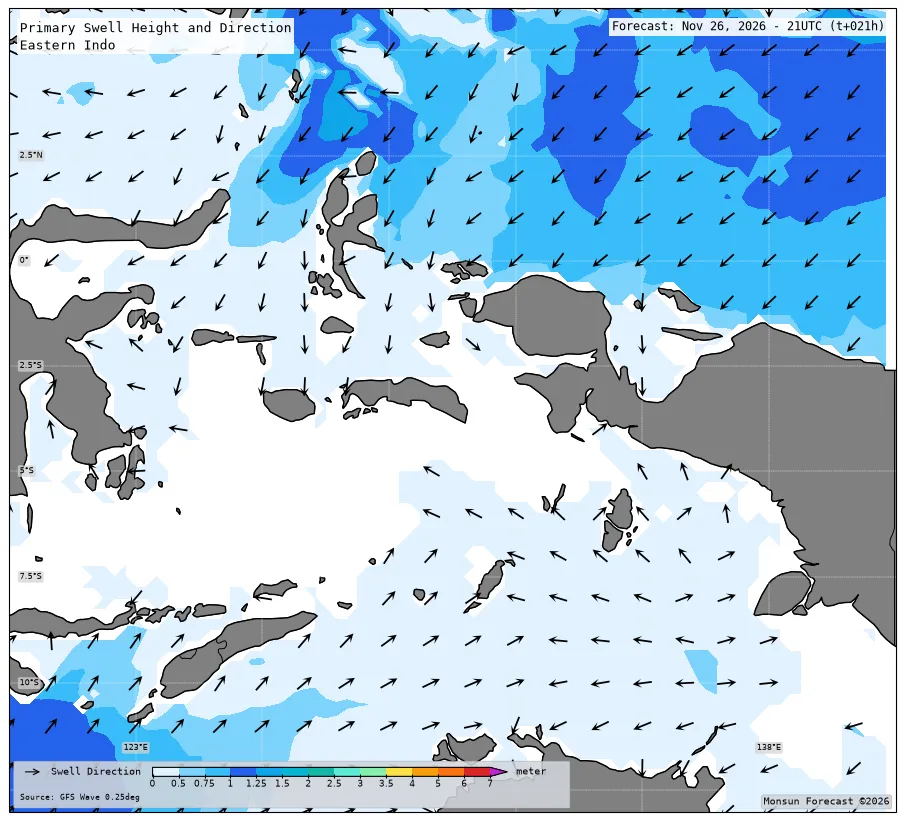 Primary Swell Height and Direction
Eastern Indo
Forecast: Nov 26, 2026 - 21UTC (t+021h)
2.5°N
0°
2.5°S
5°S
7.5°S
10°S
123°E
138°E
Swell Direction
meter
0 0.5 0.75 1 1.25 1.5 2 2.5 3 3.5 4 5 6 7
Source: GFS Wave 0.25deg
Monsun Forecast ©2026